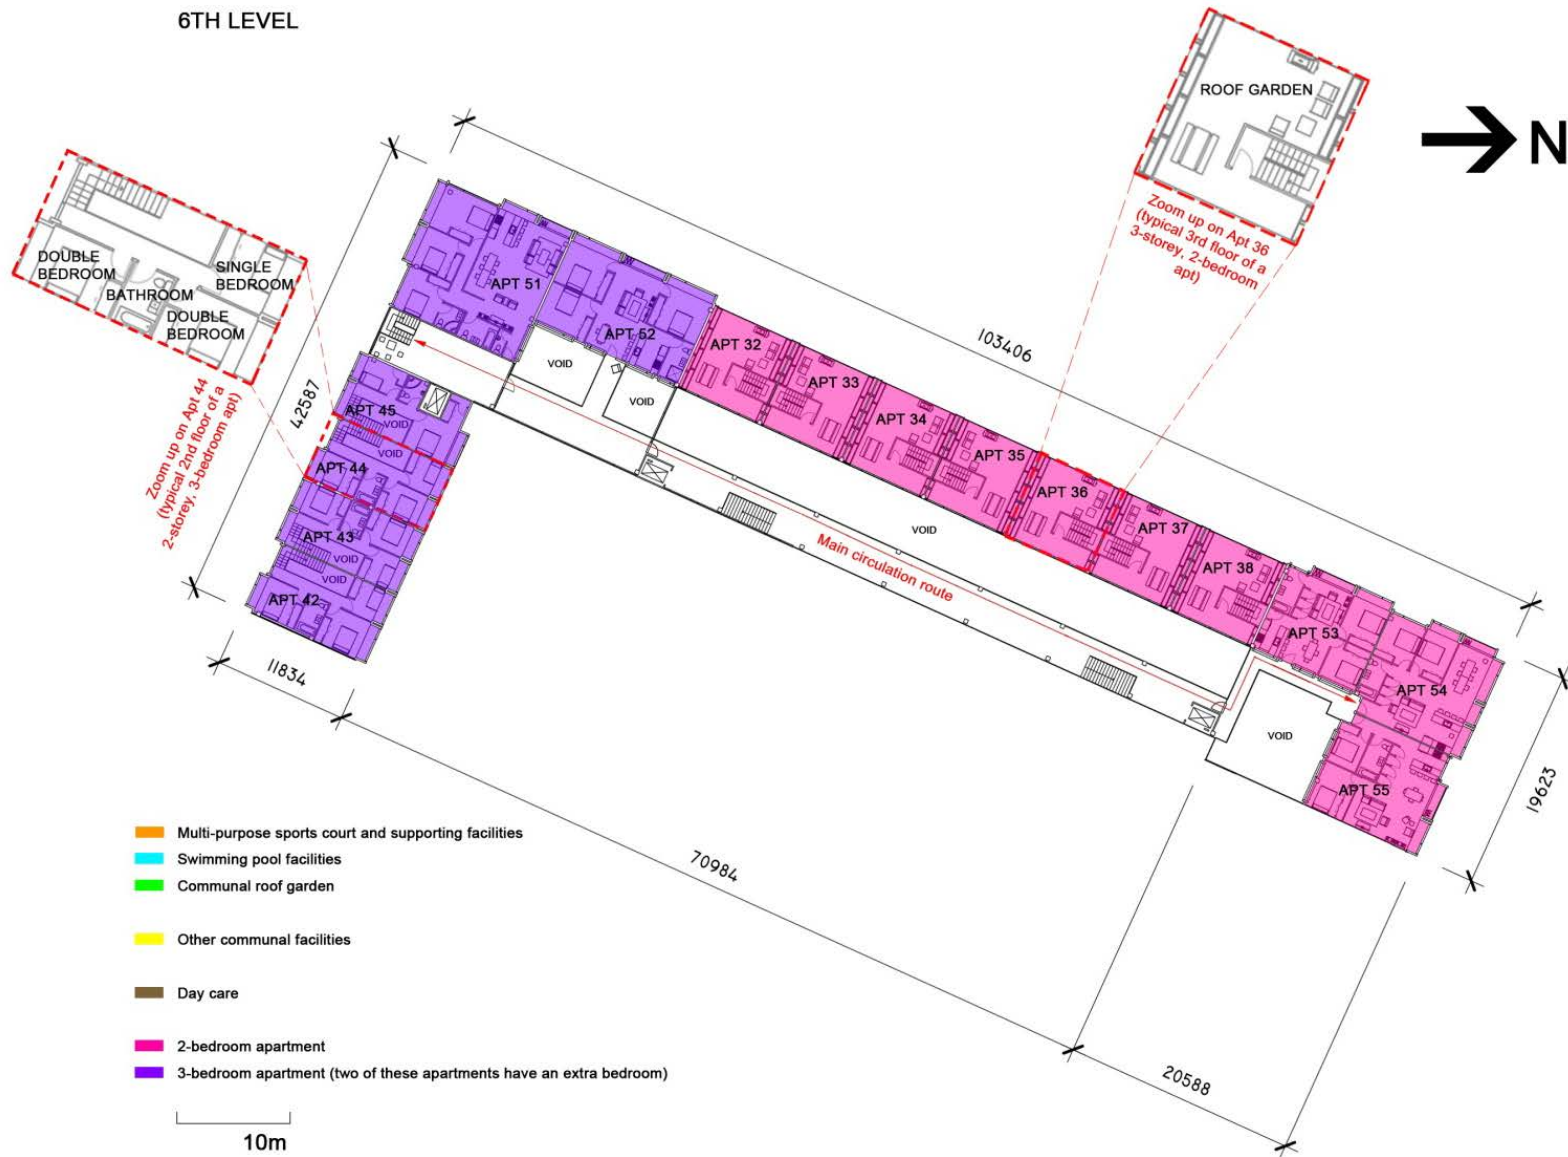 6TH LEVEL
ROOF GARDEN
N
Zoom up on Apt 36
(typical 3rd floor of a
3-storey, 2-bedroom
apt)
DOUBLE
BEDROOM
SINGLE
BEDROOM
BATHROOM
DOUBLE
BEDROOM
Zoom up on Apt 44
(typical 2nd floor of a
2-storey, 3-bedroom apt)
42587
103406
APT 51
APT 52
VOID
VOID
APT 32
APT 33
APT 34
APT 35
APT 36
APT 37
APT 38
APT 53
APT 54
APT 55
VOID
VOID
Main circulation route
APT 45
VOID
VOID
APT 44
APT 43
VOID
VOID
APT 42
11834
70984
20588
19623
Multi-purpose sports court and supporting facilities
Swimming pool facilities
Communal roof garden
Other communal facilities
Day care
2-bedroom apartment
3-bedroom apartment (two of these apartments have an extra bedroom)
10m